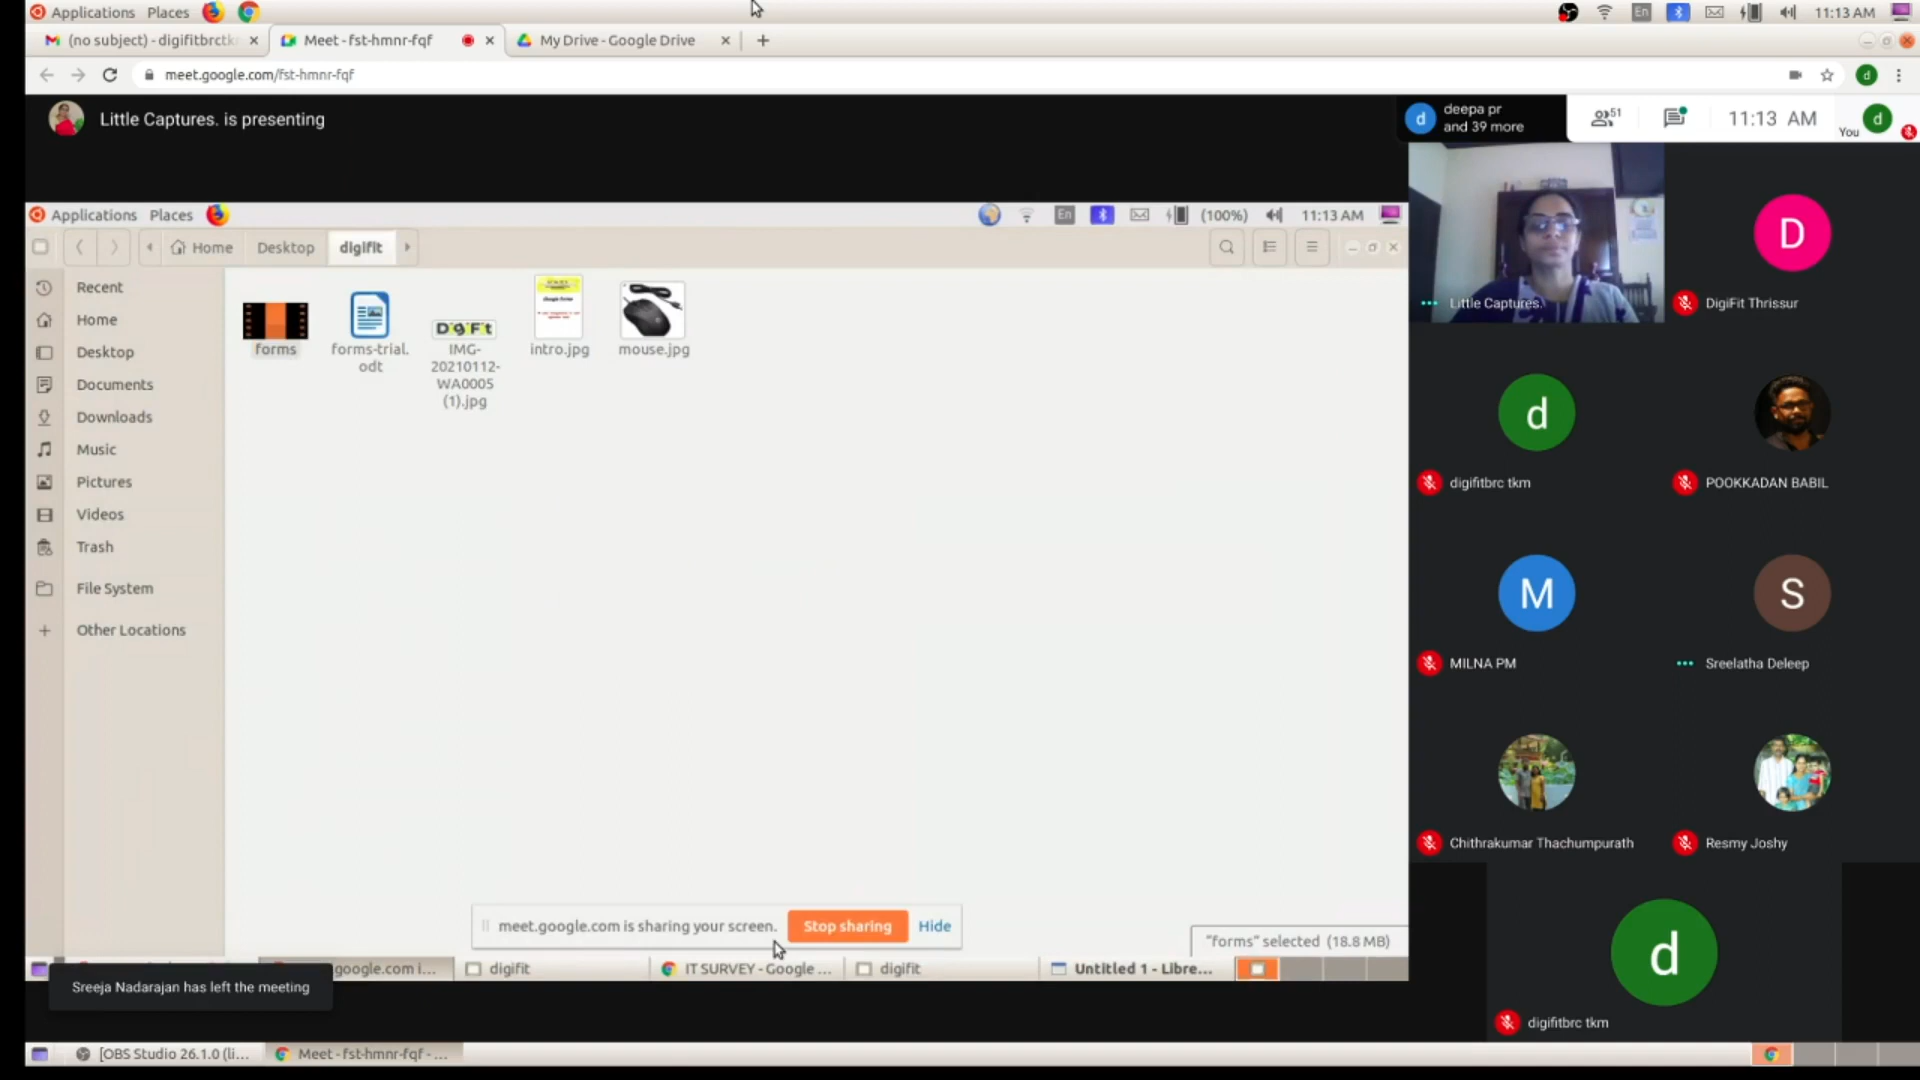 Applications Places
En
11:13 AM
(no subject) - digifitbrctk
Meet - fst-hmnr-fqf
My Drive - Google Drive
meet.google.com/fst-hmnr-fqf
d
Little Captures. is presenting
d
deepa pr
and 39 more
51
11:13 AM
You
d
Applications Places
En
(100%)
11:13 AM
Home
Desktop
digifit
Recent
Home
Desktop
Documents
Downloads
Music
Pictures
Videos
Trash
File System
Other Locations
forms
forms-trial.
odt
DigiFit
IMG-
20210112-
WA0005
(1).jpg
intro.jpg
mouse.jpg
Little Captures.
D
DigiFit Thrissur
d
digifitbrc tkm
POOKKADAN BABIL
M
MILNA PM
S
Sreelatha Deleep
Chithrakumar Thachumpurath
Resmy Joshy
d
digifitbrc tkm
meet.google.com is sharing your screen.
Stop sharing
Hide
"forms" selected (18.8 MB)
google.com i...
digifit
IT SURVEY - Google ...
digifit
Untitled 1 - Libre...
Sreeja Nadarajan has left the meeting
[OBS Studio 26.1.0 (li...
Meet - fst-hmnr-fqf - ...